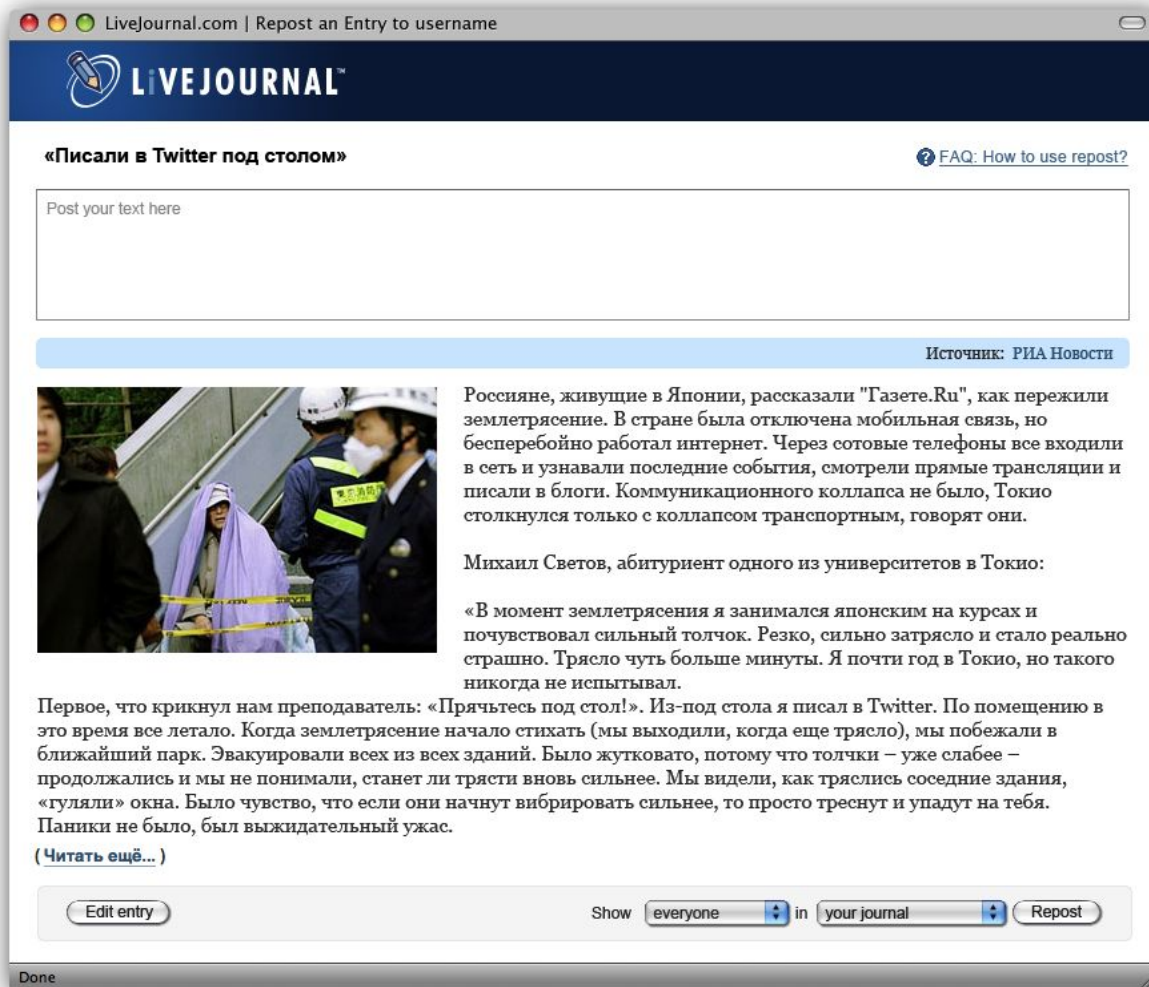 LiveJournal.com | Repost an Entry to username
LiVEJOURNAL™
«Писали в Twitter под столом»
? FAQ: How to use repost?
Post your text here
Источник: РИА Новости
Россияне, живущие в Японии, рассказали "Газете.Ru", как пережили
землетрясение. В стране была отключена мобильная связь, но
бесперебойно работал интернет. Через сотовые телефоны все входили
в сеть и узнавали последние события, смотрели прямые трансляции и
писали в блоги. Коммуникационного коллапса не было, Токио
столкнулся только с коллапсом транспортным, говорят они.
Михаил Светов, абитуриент одного из университетов в Токио:
«В момент землетрясения я занимался японским на курсах и
почувствовал сильный толчок. Резко, сильно затрясло и стало реально
страшно. Трясло чуть больше минуты. Я почти год в Токио, но такого
никогда не испытывал.
Первое, что крикнул нам преподаватель: «Прячьтесь под стол!». Из-под стола я писал в Twitter. По помещению в
это время все летало. Когда землетрясение начало стихать (мы выходили, когда еще трясло), мы побежали в
ближайший парк. Эвакуировали всех из всех зданий. Было жутковато, потому что толчки – уже слабее –
продолжались и мы не понимали, станет ли трясти вновь сильнее. Мы видели, как тряслись соседние здания,
«гуляли» окна. Было чувство, что если они начнут вибрировать сильнее, то просто треснут и упадут на тебя.
Паники не было, был выжидательный ужас.
( Читать ещё... )
Edit entry
Show everyone in your journal Repost
Done